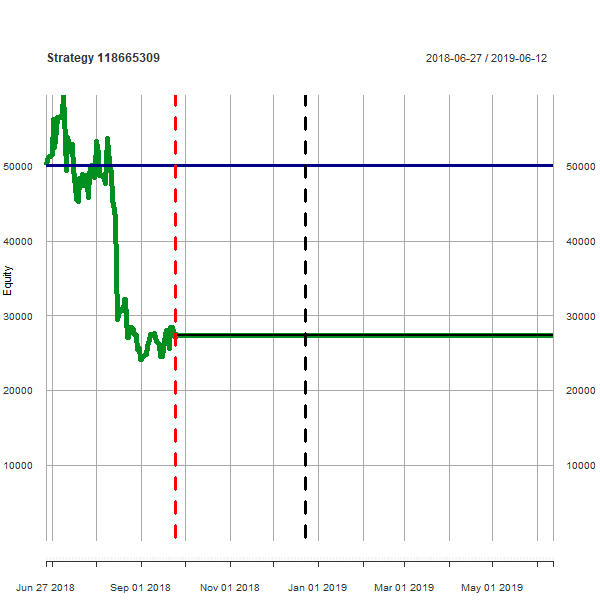 Strategy 118665309
2018-06-27 / 2019-06-12
50000
50000
40000
40000
Equity
30000
30000
20000
20000
10000
10000
Jun 27 2018
Sep 01 2018
Nov 01 2018
Jan 01 2019
Mar 01 2019
May 01 2019